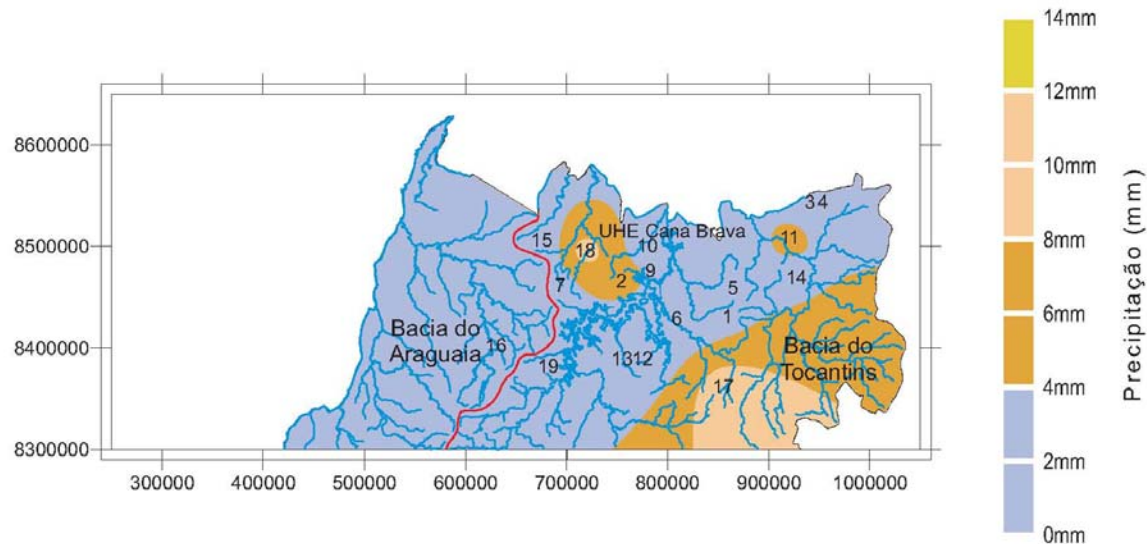 14mm
12mm
10mm
8mm
6mm
4mm
2mm
0mm
Precipitação (mm)
8600000
8500000
8400000
8300000
34
UHE Cana Brava
15
18
10
11
7
2
9
5
14
6
1
Bacia do
Araguaia
16
19
1312
Bacia do
Tocantins
17
300000 400000 500000 600000 700000 800000 900000 1000000